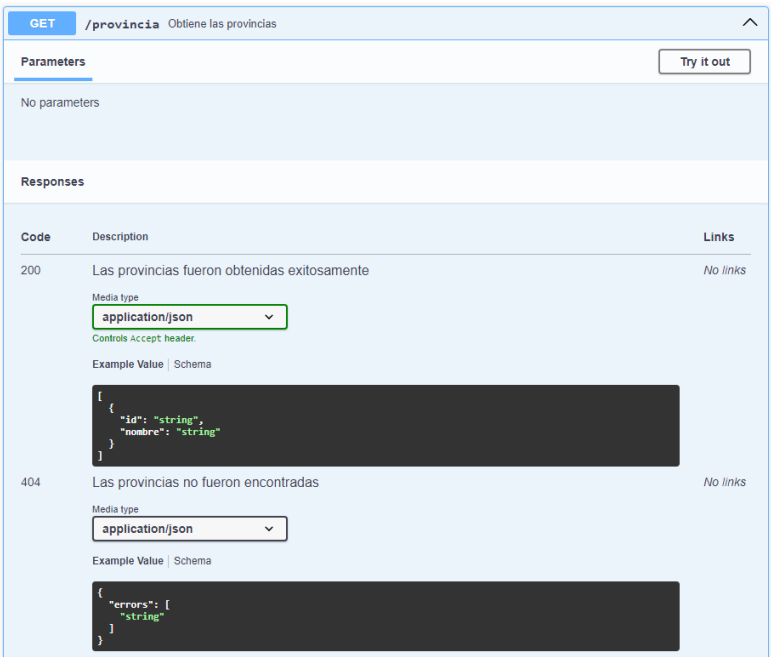 GET /provincia Obtiene las provincias
Parameters
Try it out
No parameters
Responses
Code Description Links
200 Las provincias fueron obtenidas exitosamente No links
Media type
application/json
Controls Accept header.
Example Value Schema
[
{
"id": "string",
"nombre": "string"
}
]
404 Las provincias no fueron encontradas No links
Media type
application/json
Example Value Schema
{
"errors": [
"string"
]
}